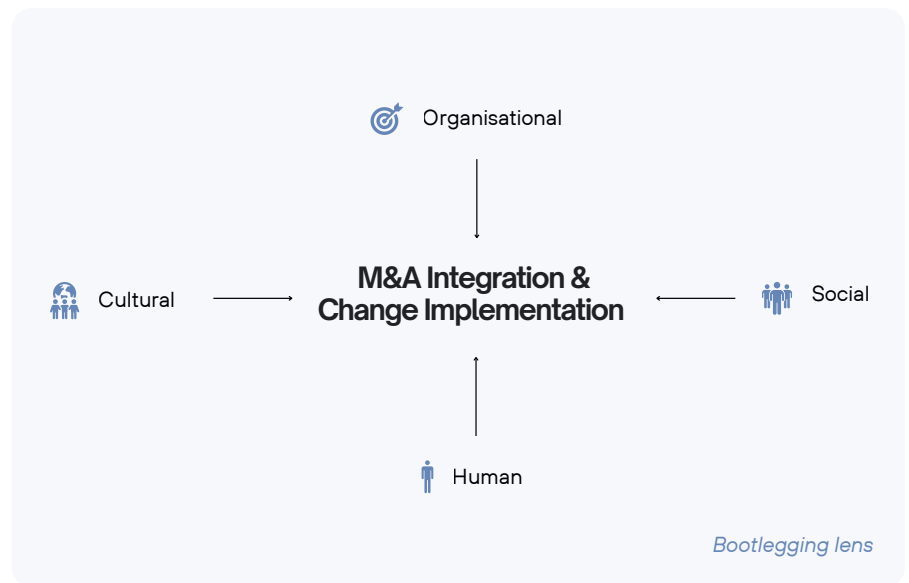 Organisational
M&A Integration &
Change Implementation
Cultural
Social
Human
Bootlegging lens